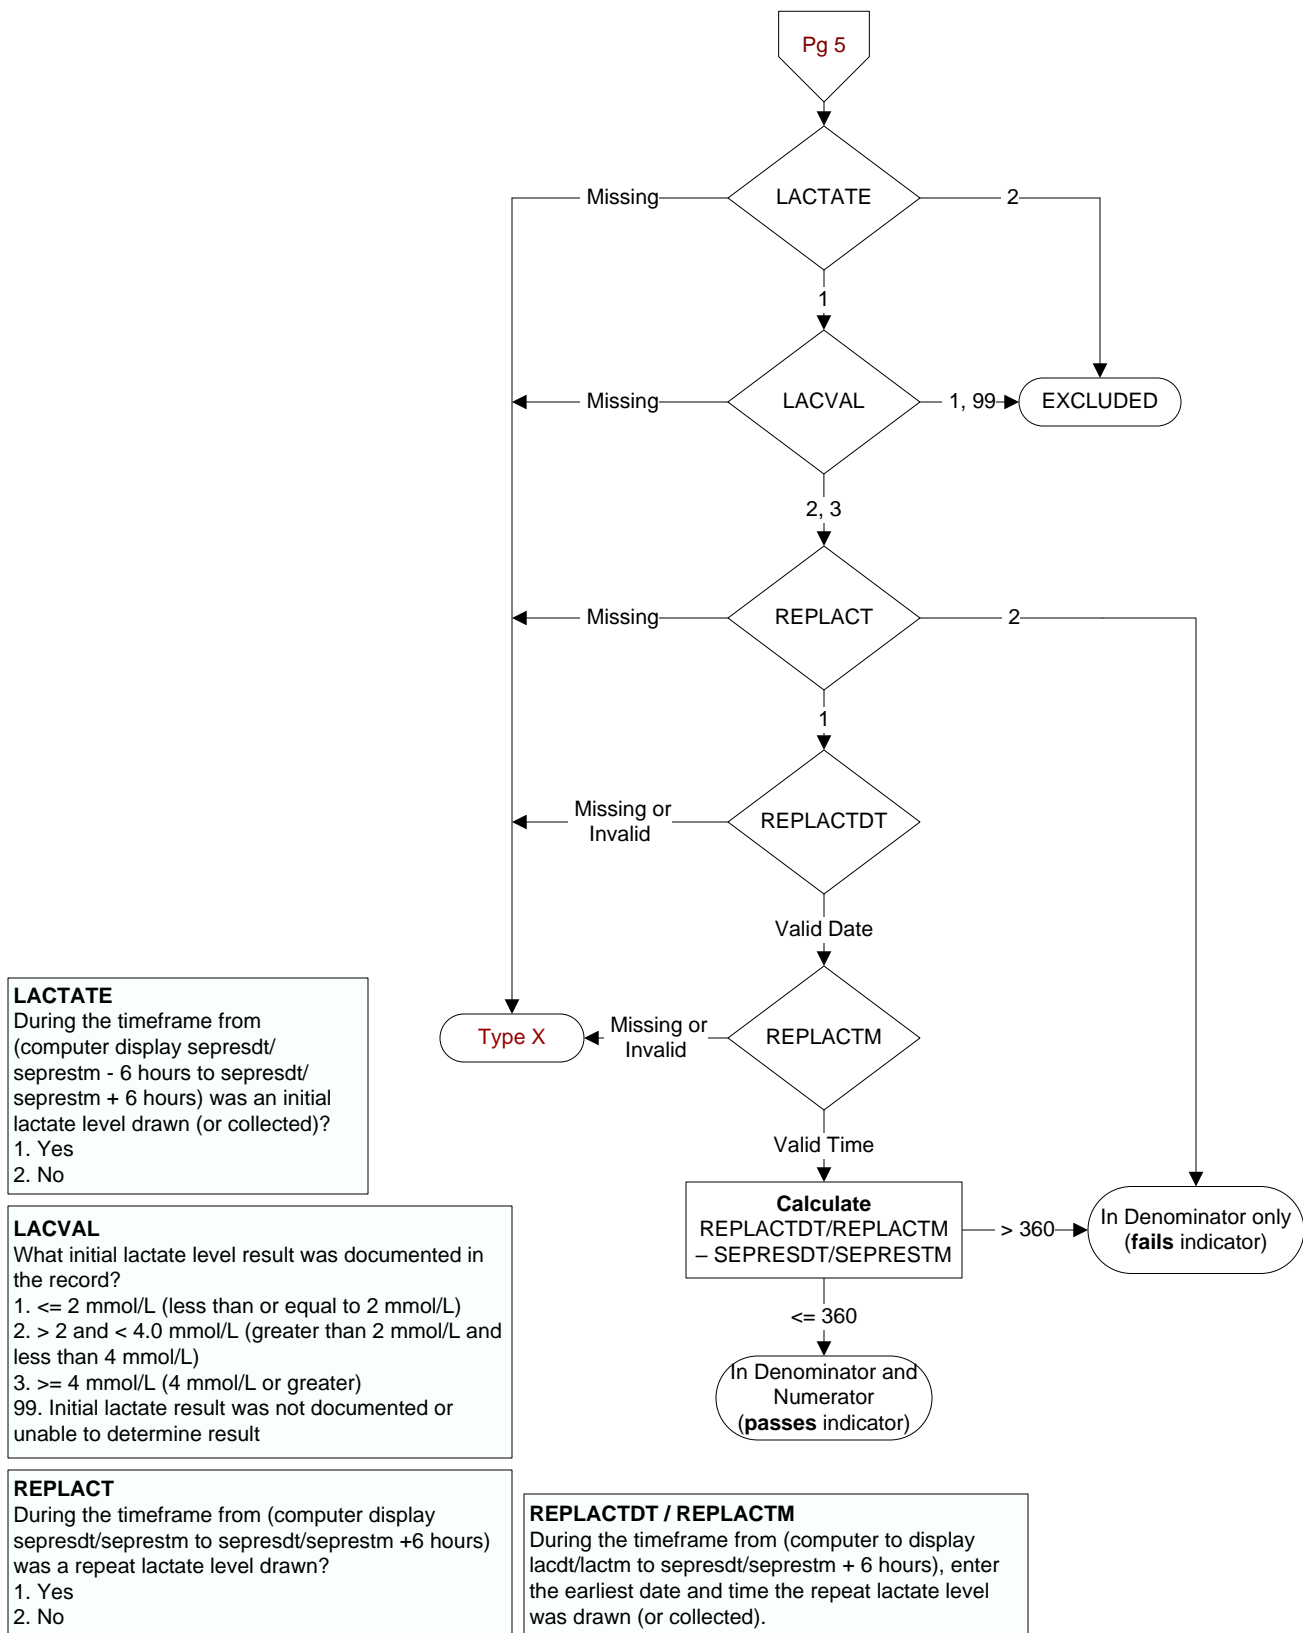 Pg 5
LACTATE
Missing
2
1
LACVAL
Missing
1, 99
EXCLUDED
2, 3
REPLACT
Missing
2
1
REPLACTDT
Missing or
Invalid
Valid Date
REPLACTM
Missing or
Invalid
Type X
Valid Time
Calculate
REPLACTDT/REPLACTM
– SEPRESDT/SEPRESTM
> 360
In Denominator only
(fails indicator)
<= 360
In Denominator and
Numerator
(passes indicator)
LACTATE
During the timeframe from
(computer display sepresdt/
seprestm - 6 hours to sepresdt/
seprestm + 6 hours) was an initial
lactate level drawn (or collected)?
1. Yes
2. No
LACVAL
What initial lactate level result was documented in
the record?
1. <= 2 mmol/L (less than or equal to 2 mmol/L)
2. > 2 and < 4.0 mmol/L (greater than 2 mmol/L and
less than 4 mmol/L)
3. >= 4 mmol/L (4 mmol/L or greater)
99. Initial lactate result was not documented or
unable to determine result
REPLACT
During the timeframe from (computer display
sepresdt/seprestm to sepresdt/seprestm +6 hours)
was a repeat lactate level drawn?
1. Yes
2. No
REPLACTDT / REPLACTM
During the timeframe from (computer to display
lacdt/lactm to sepresdt/seprestm + 6 hours), enter
the earliest date and time the repeat lactate level
was drawn (or collected).